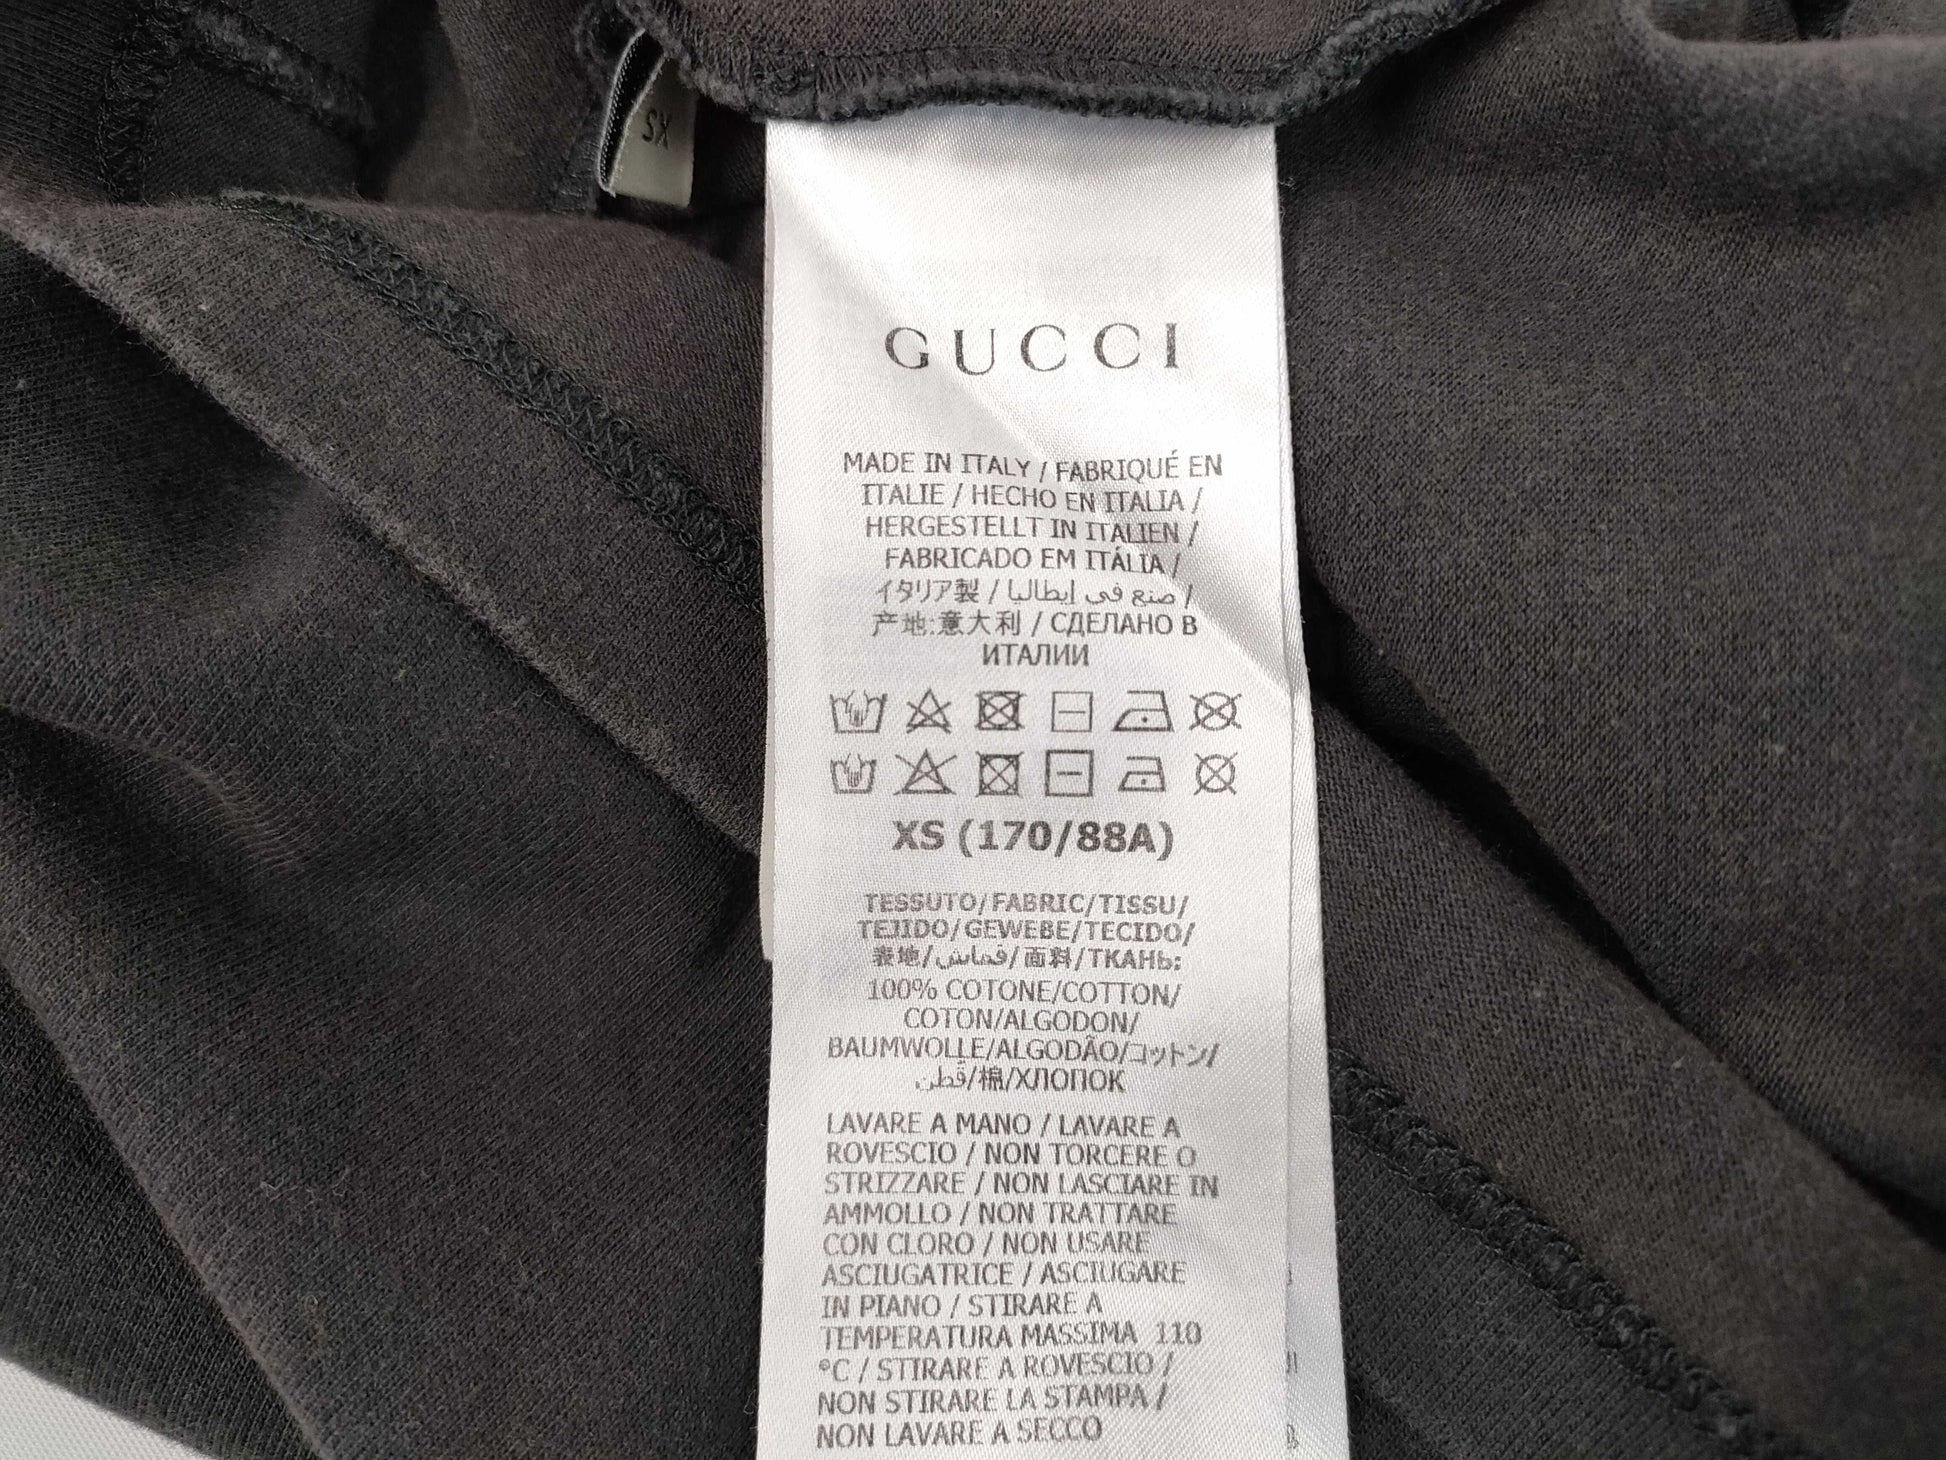 XS
GUCCI
MADE IN ITALY / FABRIQUÉ EN
ITALIE / HECHO EN ITALIA /
HERGESTELLT IN ITALIEN /
FABRICADO EM ITÁLIA /
イタリア製 / صنع في إيطاليا /
产地:意大利 / СДЕЛАНО В
ИТАЛИИ
XS (170/88A)
TESSUTO/FABRIC/TISSU/
TEJIDO/GEWEBE/TECIDO/
表地/قماش/面料/ТКАНЬ:
100% COTONE/COTTON/
COTON/ALGODON/
BAUMWOLLE/ALGODÃO/コットン/
قطن/棉/ХЛОПОК
LAVARE A MANO / LAVARE A
ROVESCIO / NON TORCERE O
STRIZZARE / NON LASCIARE IN
AMMOLLO / NON TRATTARE
CON CLORO / NON USARE
ASCIUGATRICE / ASCIUGARE
IN PIANO / STIRARE A
TEMPERATURA MASSIMA 110
°C / STIRARE A ROVESCIO /
NON STIRARE LA STAMPA /
NON LAVARE A SECCO